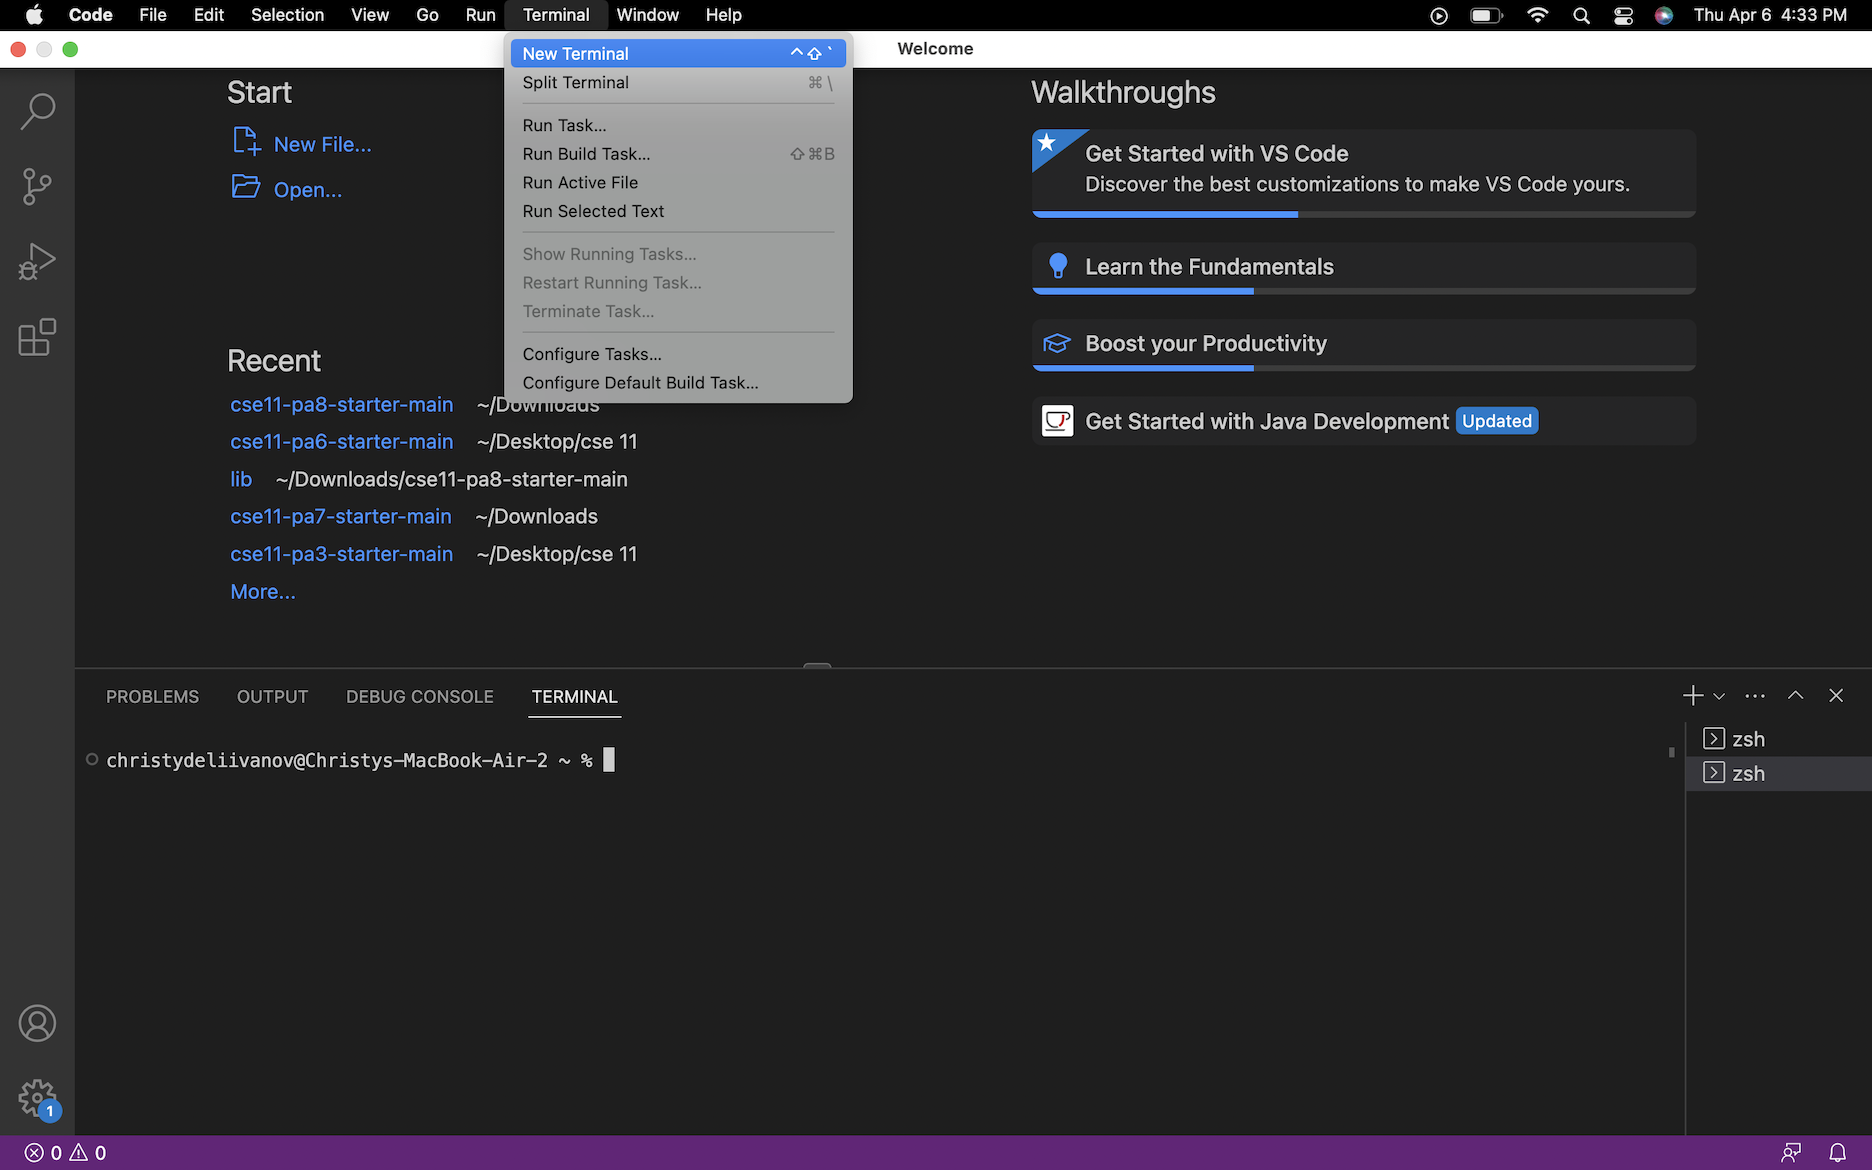 Code File Edit Selection View Go Run Terminal Window Help Thu Apr 6 4:33 PM
Welcome
New Terminal ^⇧`
Split Terminal ⌘\
Run Task...
Run Build Task... ⇧⌘B
Run Active File
Run Selected Text
Show Running Tasks...
Restart Running Task...
Terminate Task...
Configure Tasks...
Configure Default Build Task...
Start
New File...
Open...
Recent
cse11-pa8-starter-main ~/Downloads
cse11-pa6-starter-main ~/Desktop/cse 11
lib ~/Downloads/cse11-pa8-starter-main
cse11-pa7-starter-main ~/Downloads
cse11-pa3-starter-main ~/Desktop/cse 11
More...
Walkthroughs
Get Started with VS Code
Discover the best customizations to make VS Code yours.
Learn the Fundamentals
Boost your Productivity
Get Started with Java Development Updated
PROBLEMS OUTPUT DEBUG CONSOLE TERMINAL
christydeliivanov@Christys-MacBook-Air-2 ~ %
zsh
zsh
1
0 0